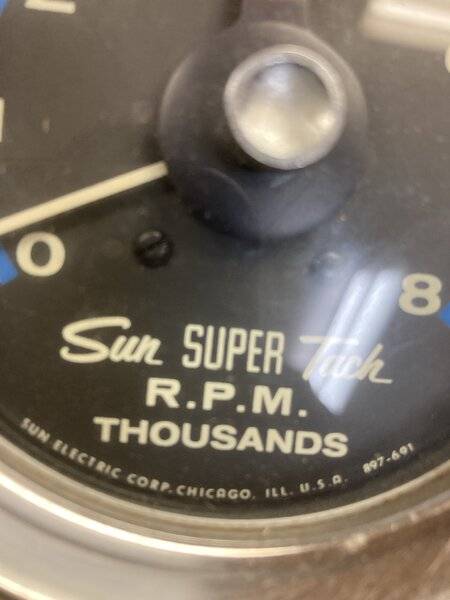 0
8
Sun SUPER Tach
R.P.M.
THOUSANDS
SUN ELECTRIC CORP. CHICAGO, ILL. U.S.A. 897-691